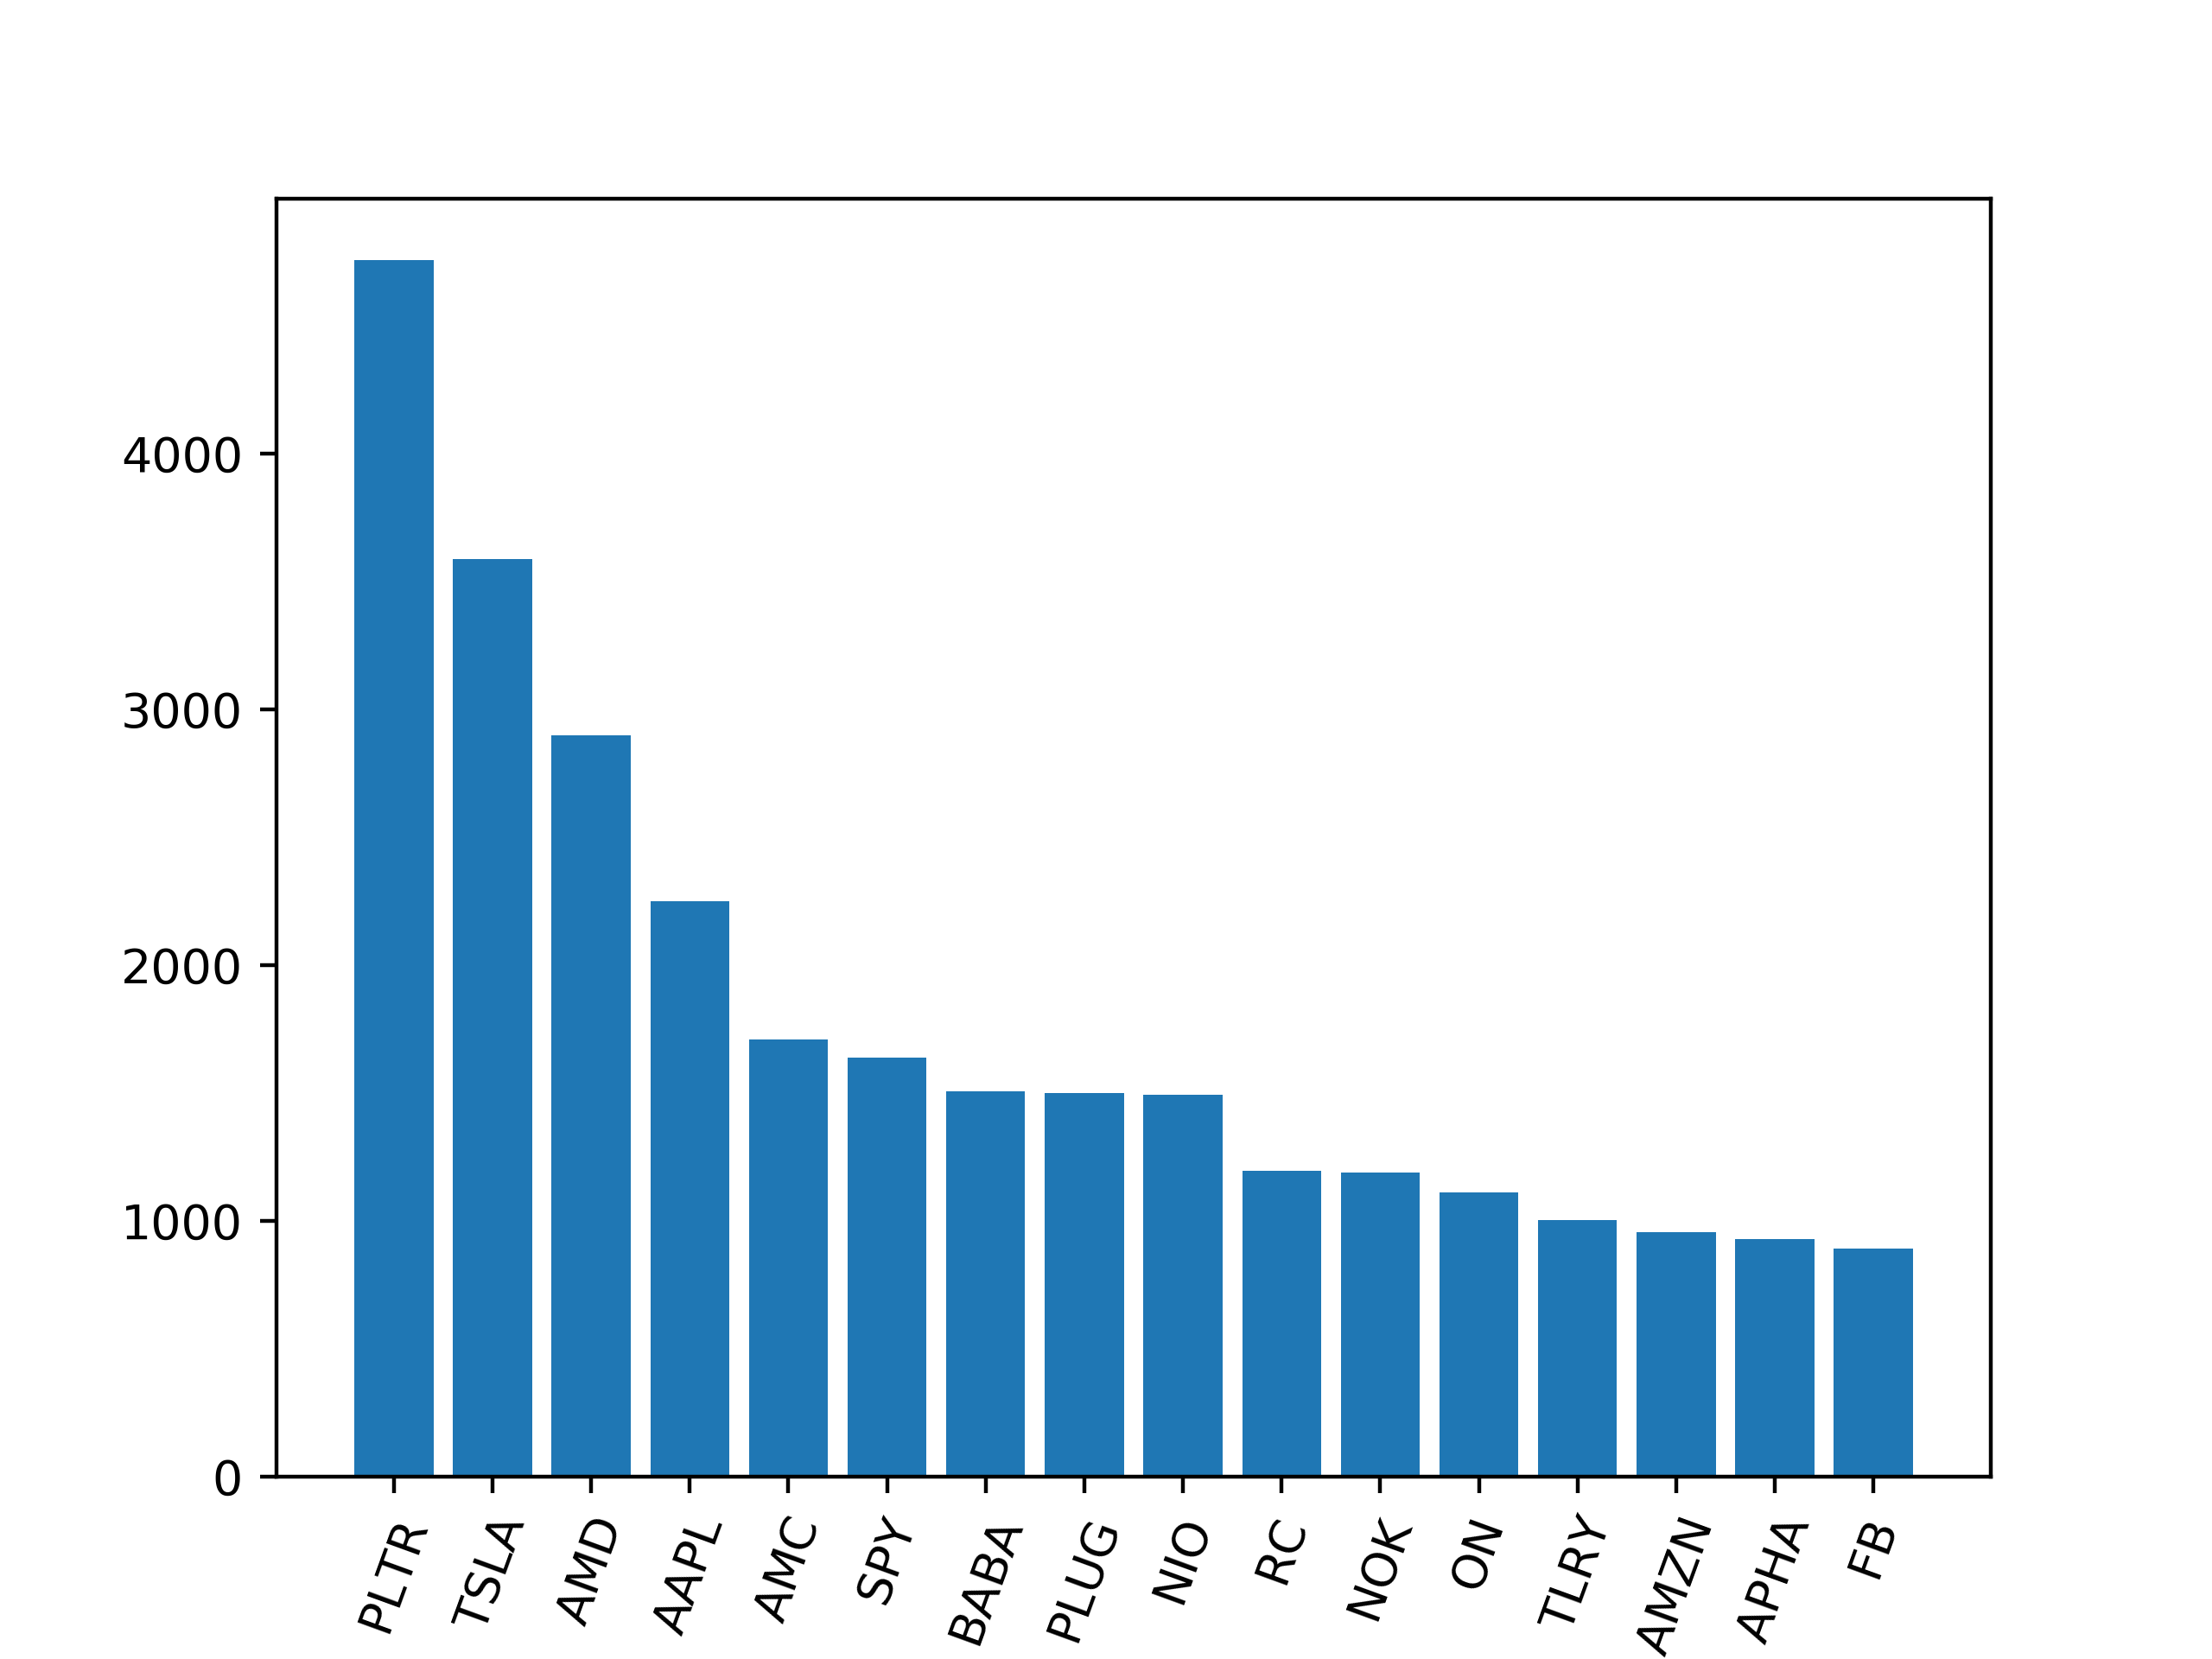 4000
3000
2000
1000
0
PLTR
TSLA
AMD
AAPL
AMC
SPY
BABA
PLUG
NIO
RC
NOK
ON
TLRY
AMZN
APHA
FB